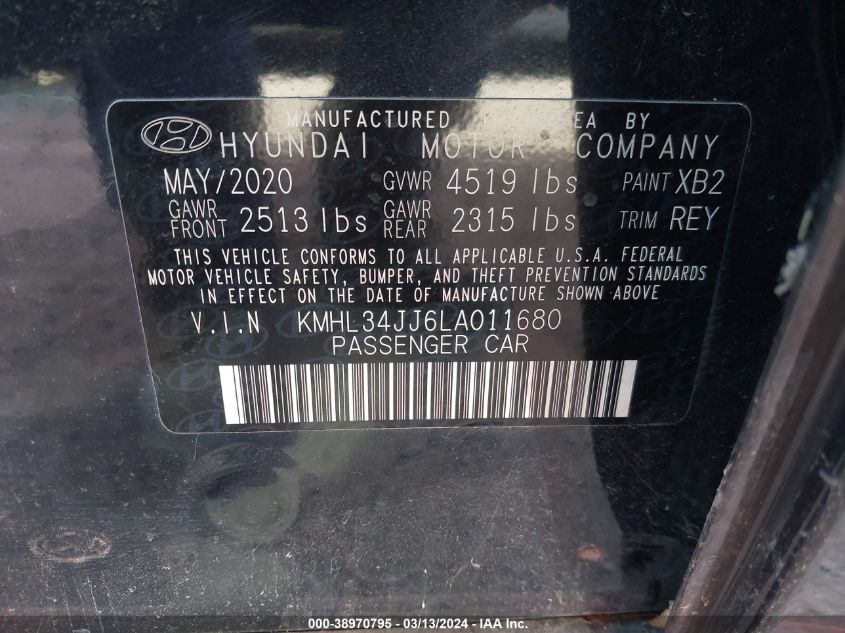 MANUFACTURED EA BY
HYUNDAI MOTOR COMPANY
MAY/2020 GVWR 4519 lbs PAINT XB2
GAWR FRONT 2513 lbs GAWR REAR 2315 lbs TRIM REY
THIS VEHICLE CONFORMS TO ALL APPLICABLE U.S.A. FEDERAL
MOTOR VEHICLE SAFETY, BUMPER, AND THEFT PREVENTION STANDARDS
IN EFFECT ON THE DATE OF MANUFACTURE SHOWN ABOVE
V.I.N KMHL34JJ6LA011680
PASSENGER CAR
000-38970795 - 03/13/2024 - IAA Inc.